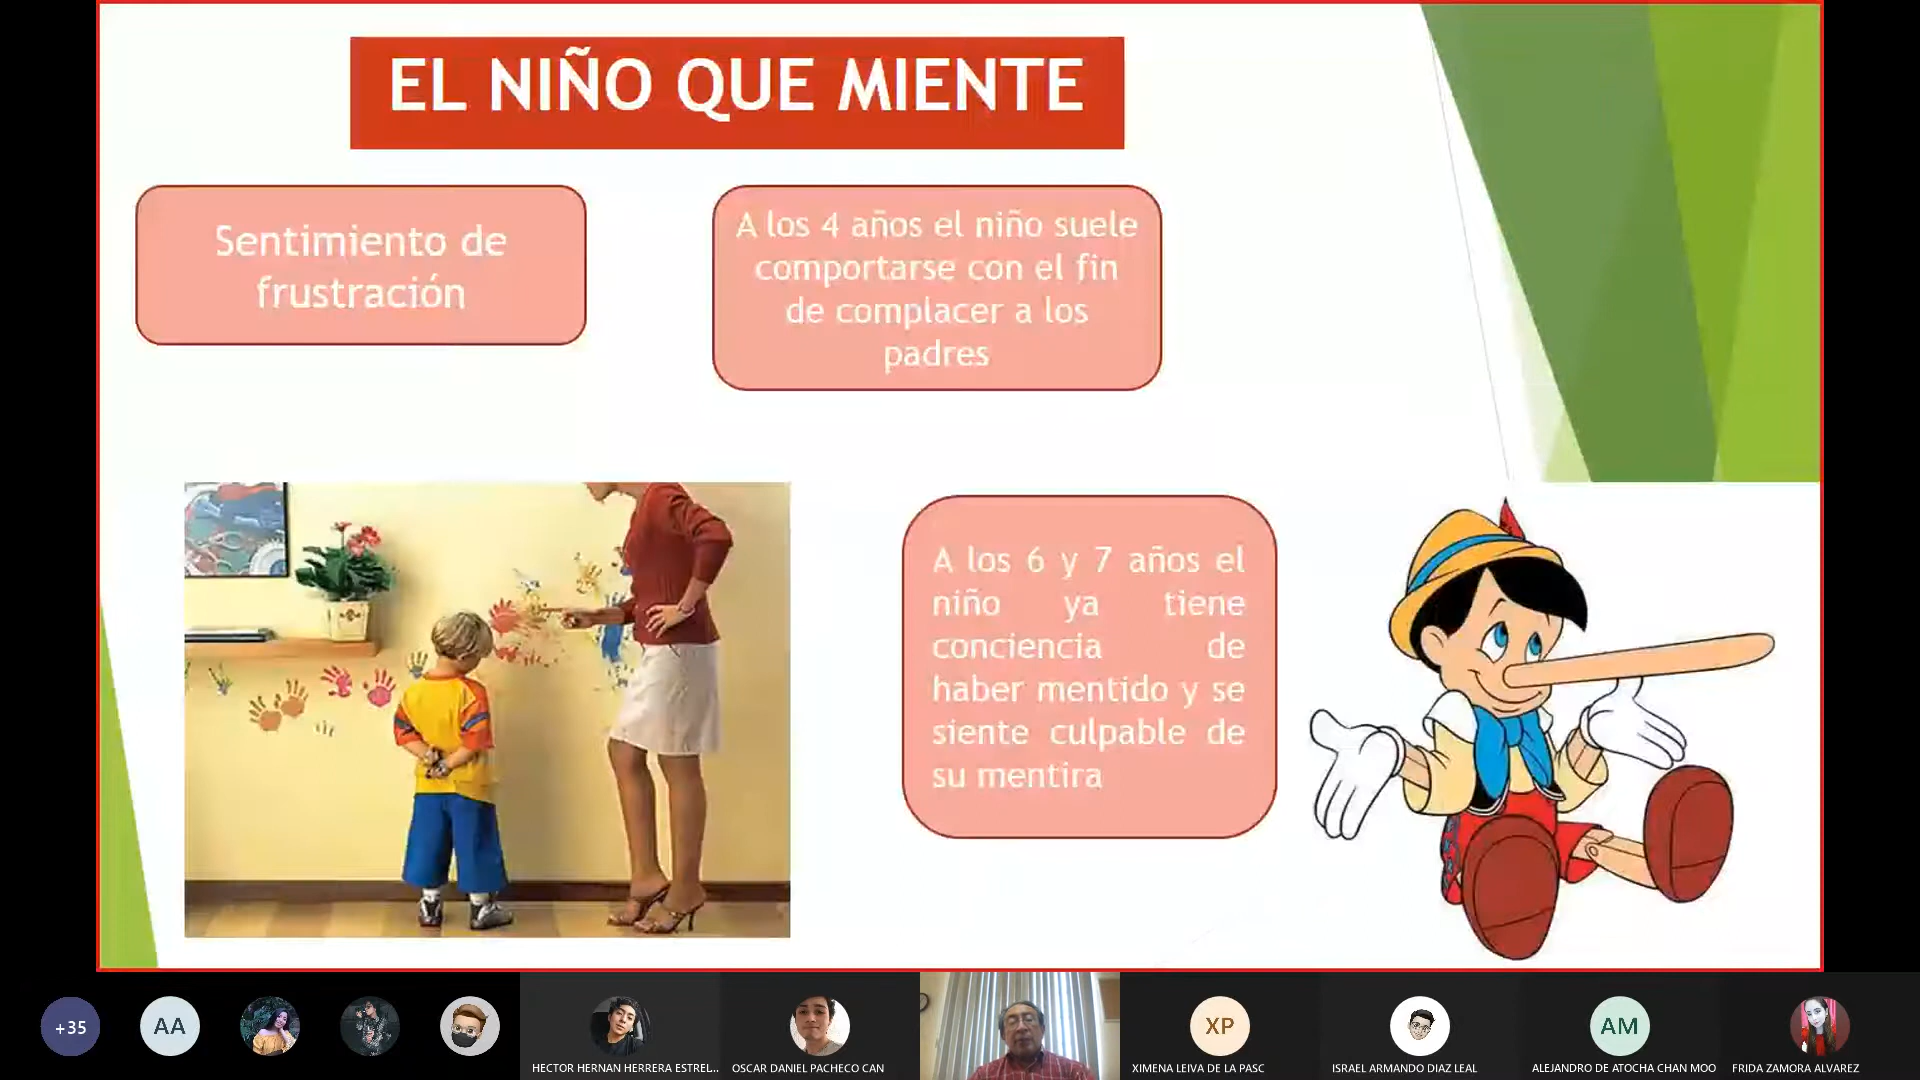 EL NIÑO QUE MIENTE
Sentimiento de
frustración
A los 4 años el niño suele
comportarse con el fin
de complacer a los
padres
A los 6 y 7 años el
niño ya tiene
conciencia de
haber mentido y se
siente culpable de
su mentira
+35
AA
XP
AM
HECTOR HERNAN HERRERA ESTREL...
OSCAR DANIEL PACHECO CAN
XIMENA LEIVA DE LA PASC
ISRAEL ARMANDO DIAZ LEAL
ALEJANDRO DE ATOCHA CHAN MOO
FRIDA ZAMORA ALVAREZ